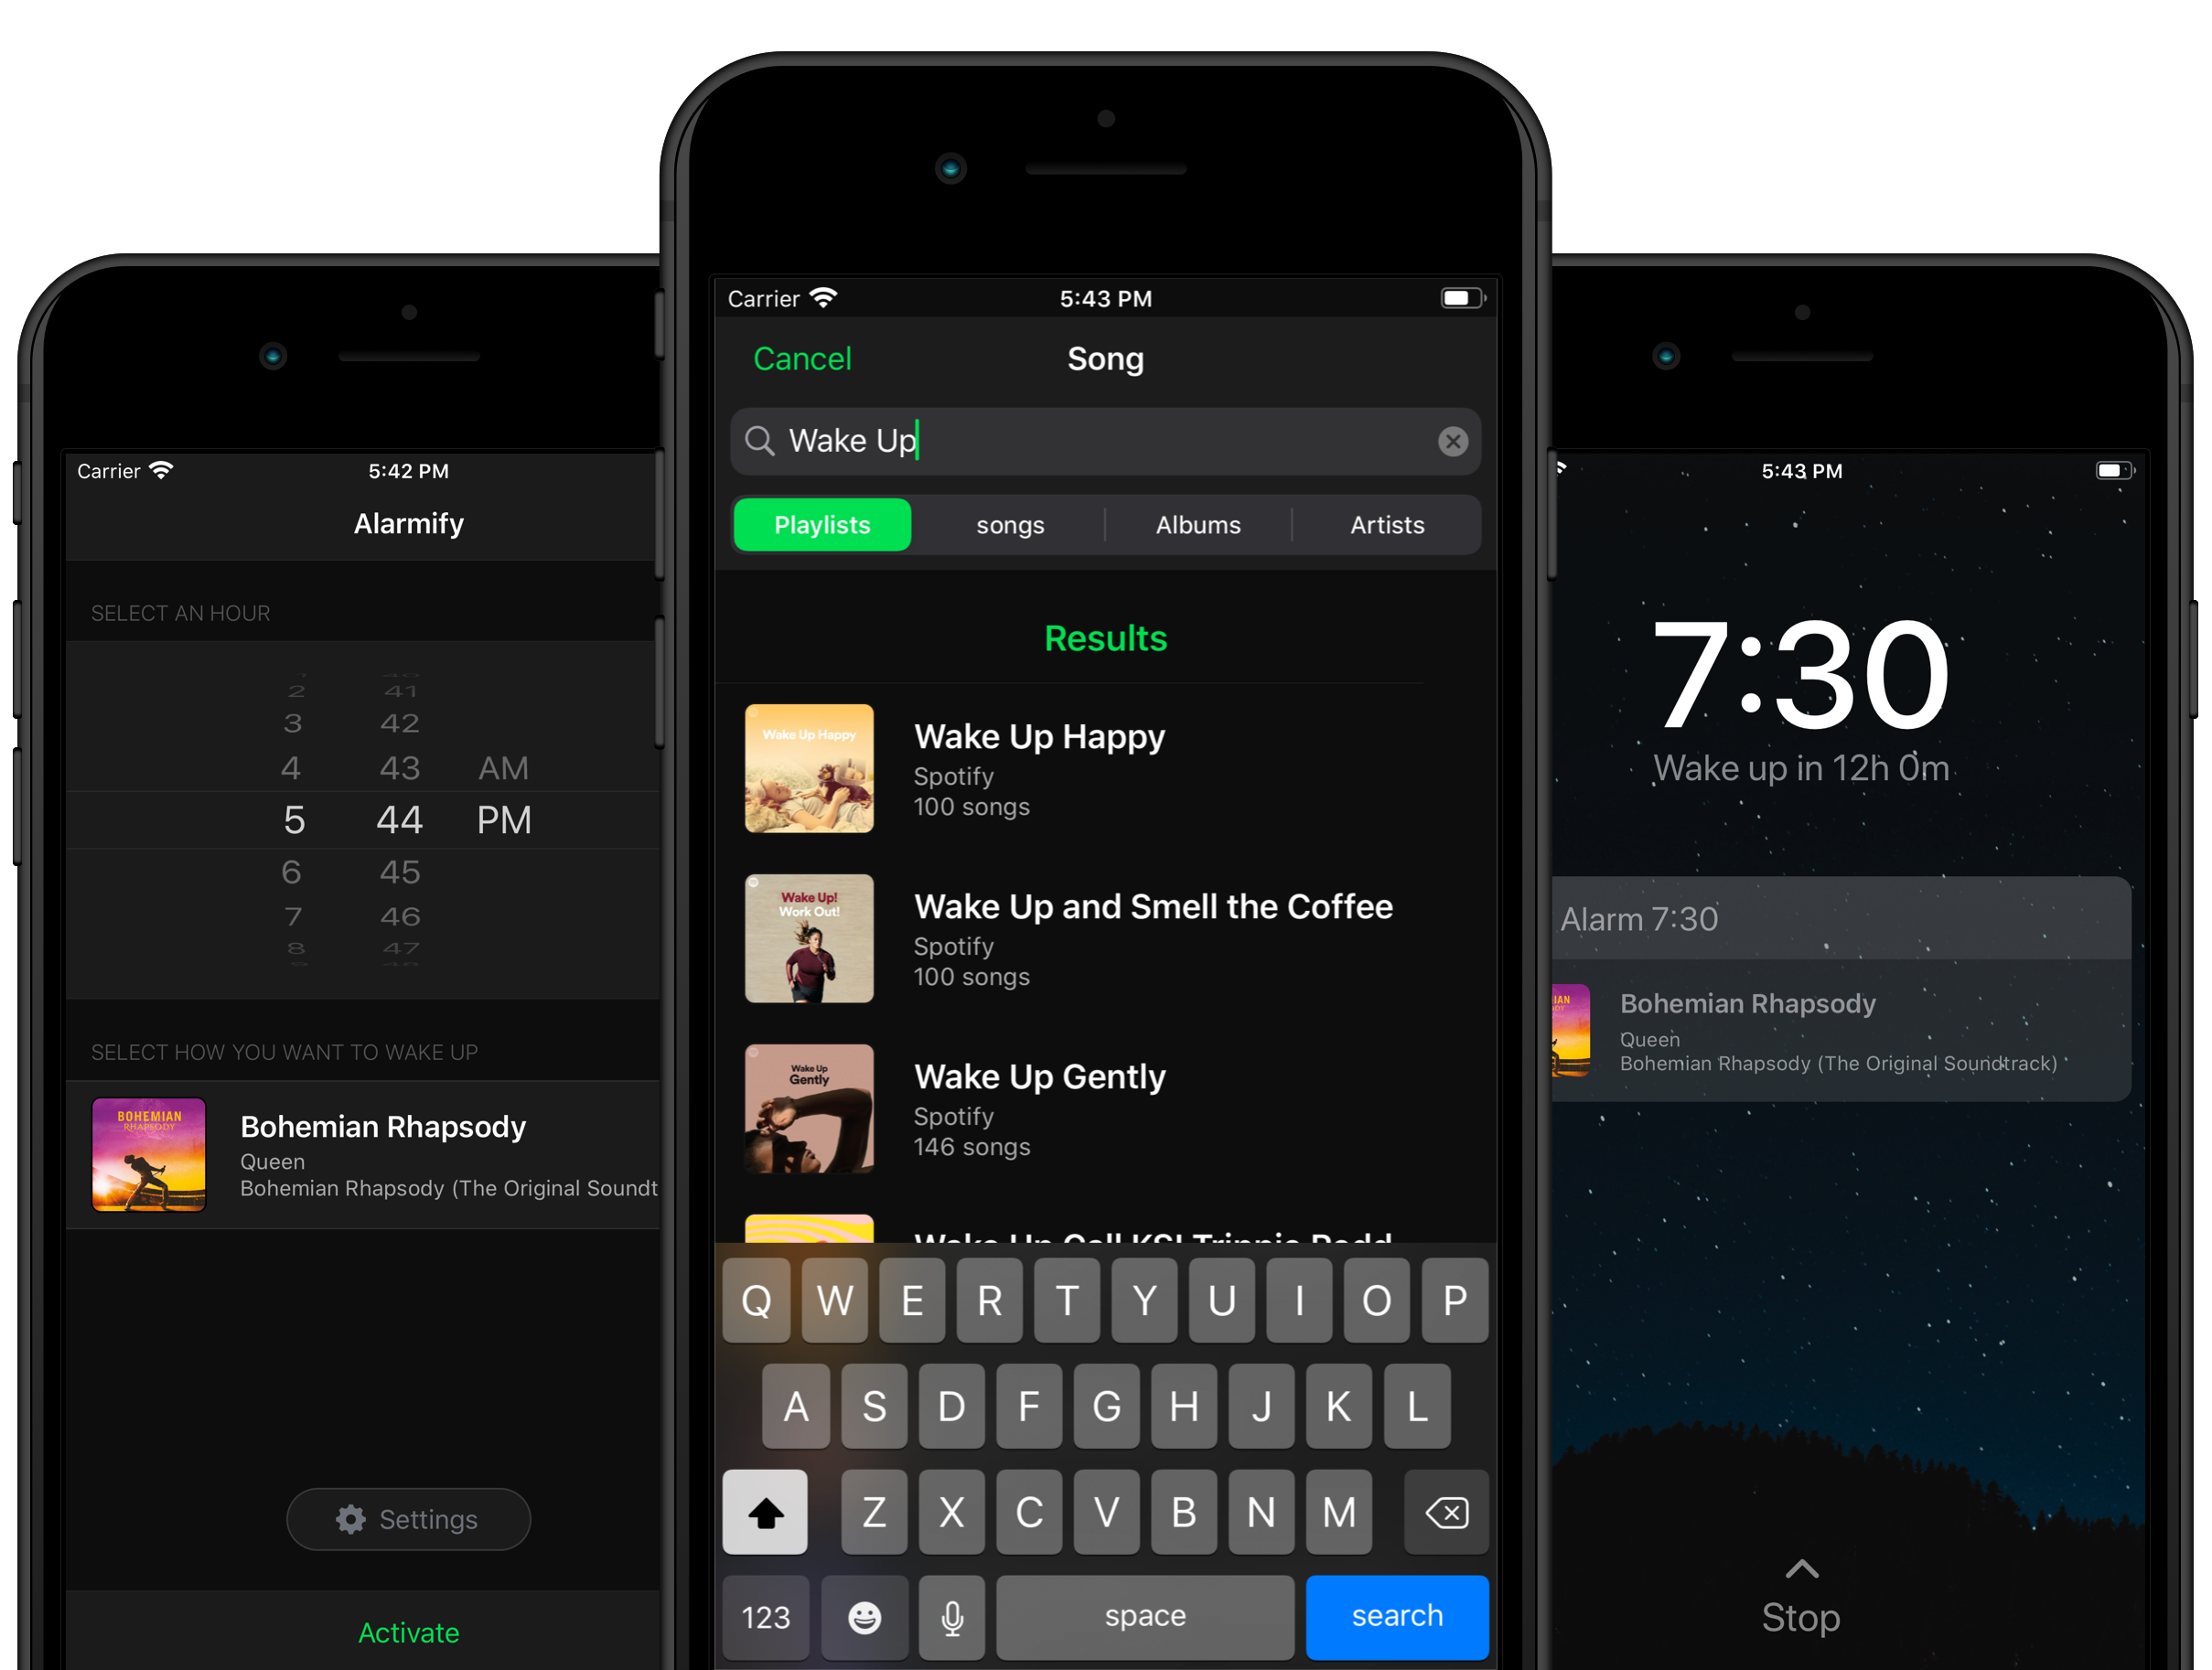 Carrier
5:42 PM
Alarmify
SELECT AN HOUR
2 41
3 42
4 43 AM
5 44 PM
6 45
7 46
8 47
SELECT HOW YOU WANT TO WAKE UP
BOHEMIAN
RHAPSODY
Bohemian Rhapsody
Queen
Bohemian Rhapsody (The Original Soundt
Settings
Activate
Carrier
5:43 PM
Cancel
Song
Wake Up
Playlists
songs
Albums
Artists
Results
Wake Up Happy
Wake Up Happy
Spotify
100 songs
Wake Up!
Work Out!
Wake Up and Smell the Coffee
Spotify
100 songs
Wake Up
Gently
Wake Up Gently
Spotify
146 songs
Q W E R T Y U I O P
A S D F G H J K L
Z X C V B N M
123
space
search
5:43 PM
7:30
Wake up in 12h 0m
Alarm 7:30
Bohemian Rhapsody
Queen
Bohemian Rhapsody (The Original Soundtrack)
Stop